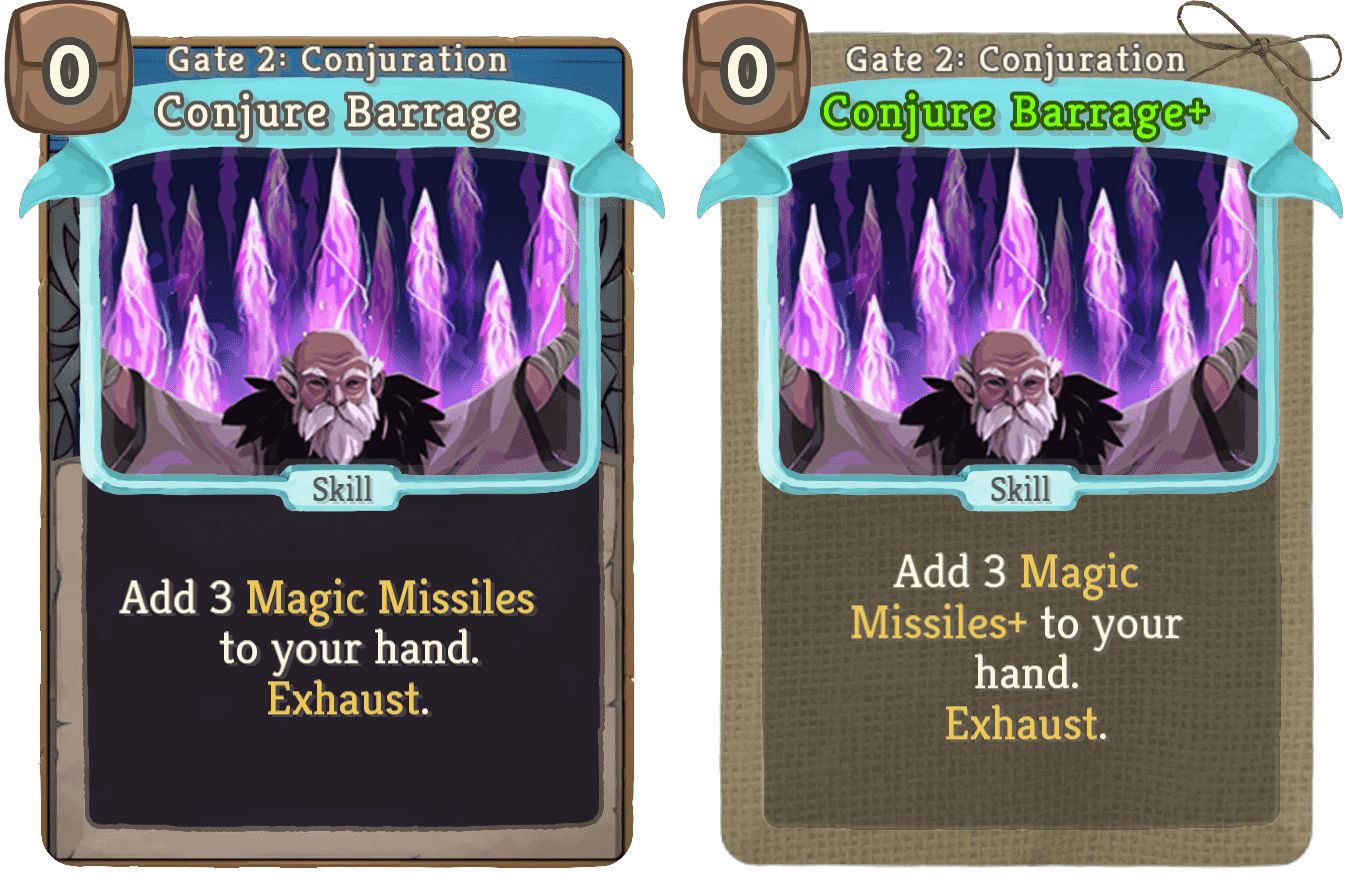 0
Gate 2: Conjuration
Conjure Barrage
Skill
Add 3 Magic Missiles
to your hand.
Exhaust.
0
Gate 2: Conjuration
Conjure Barrage+
Skill
Add 3 Magic
Missiles+ to your
hand.
Exhaust.